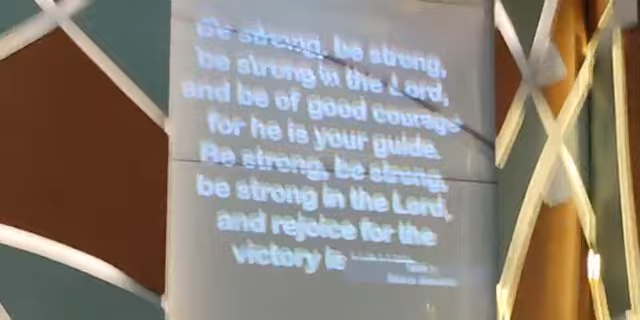 Be strong, be strong,
be strong in the Lord,
and be of good courage
for he is your guide.
Be strong, be strong,
be strong in the Lord,
and rejoice for the
victory is